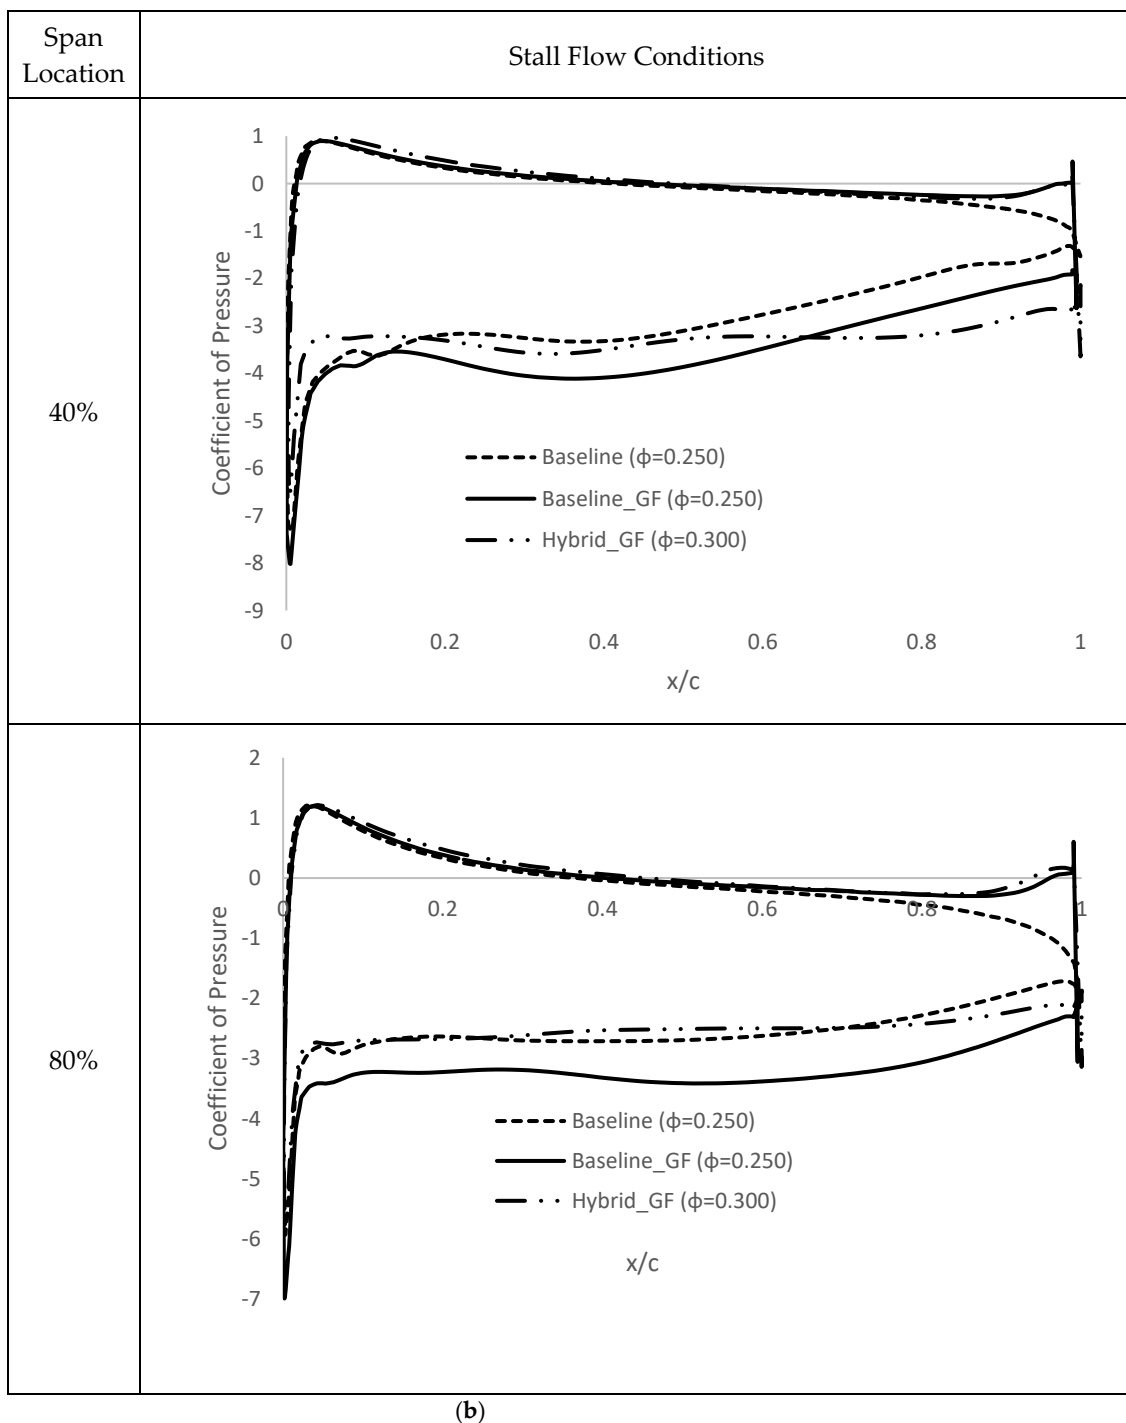 Span
Location
Stall Flow Conditions
40%
1
0
-1
-2
-3
-4
-5
-6
-7
-8
-9
Coefficient of Pressure
Baseline (ϕ=0.250)
Baseline_GF (ϕ=0.250)
Hybrid_GF (ϕ=0.300)
0 0.2 0.4 0.6 0.8 1
x/c
80%
2
1
0
-1
-2
-3
-4
-5
-6
-7
Coefficient of Pressure
0 0.2 0.4 0.6 0.8 1
Baseline (ϕ=0.250)
Baseline_GF (ϕ=0.250)
Hybrid_GF (ϕ=0.300)
x/c
(b)